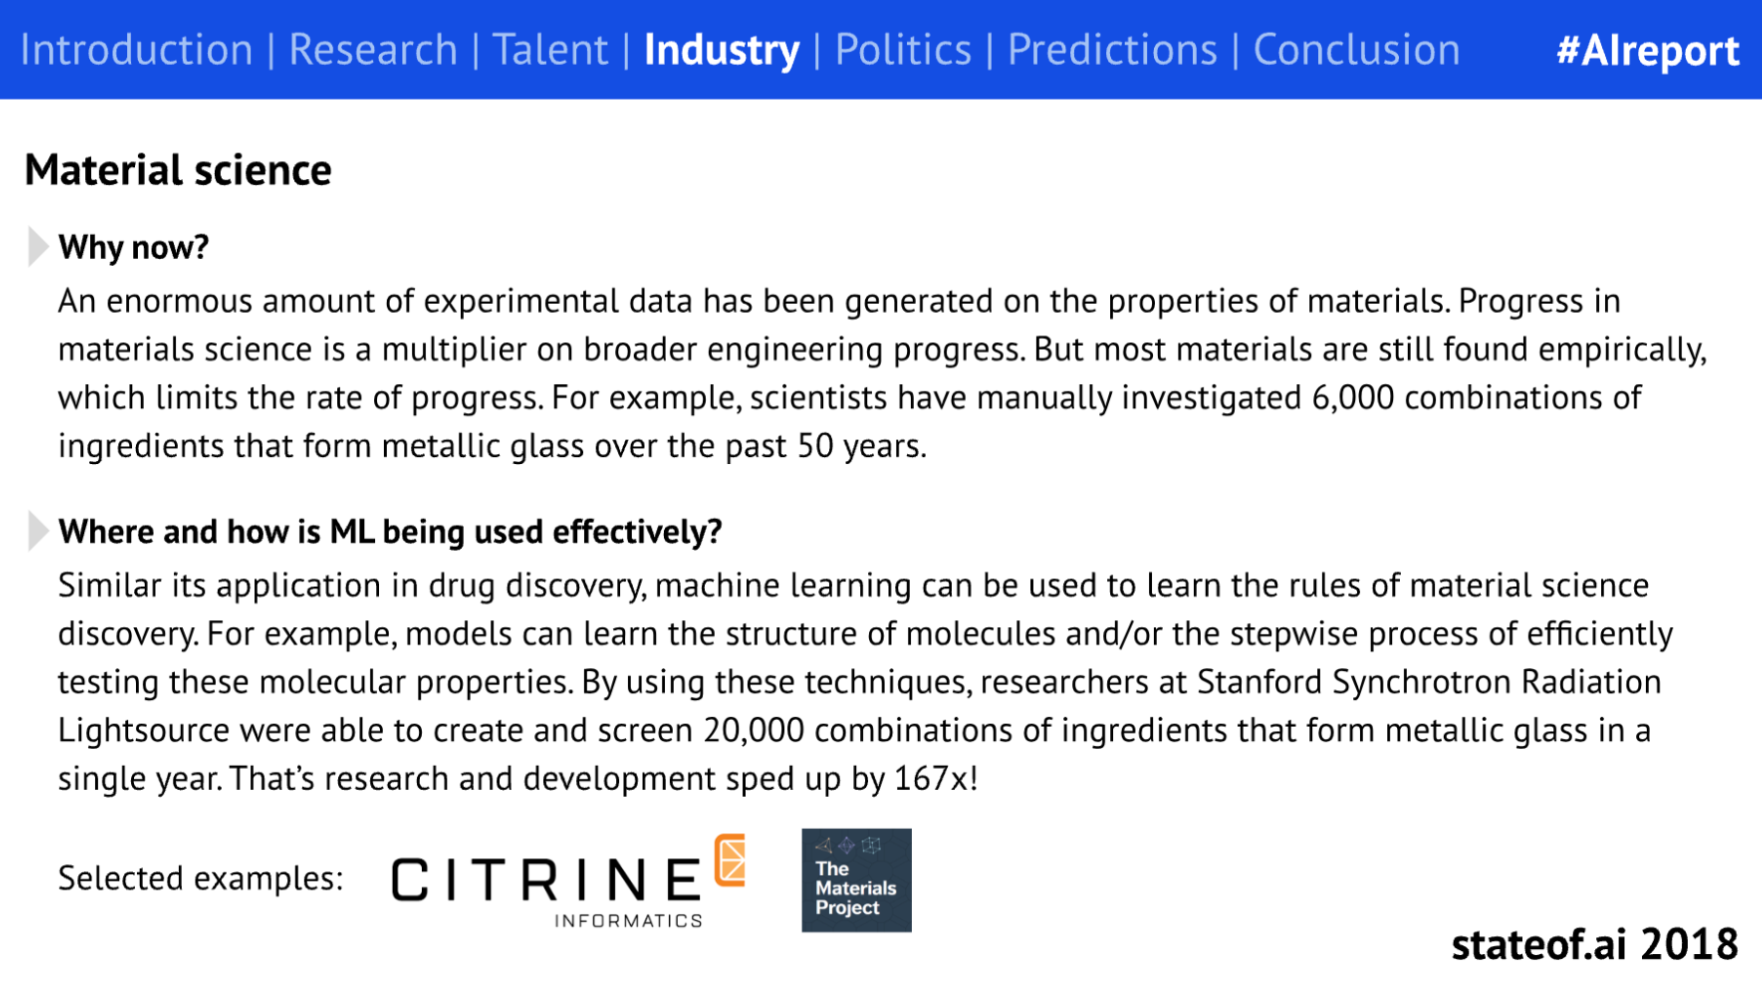 Introduction | Research | Talent | Industry | Politics | Predictions | Conclusion #AIreport
Material science
Why now?
An enormous amount of experimental data has been generated on the properties of materials. Progress in
materials science is a multiplier on broader engineering progress. But most materials are still found empirically,
which limits the rate of progress. For example, scientists have manually investigated 6,000 combinations of
ingredients that form metallic glass over the past 50 years.
Where and how is ML being used effectively?
Similar its application in drug discovery, machine learning can be used to learn the rules of material science
discovery. For example, models can learn the structure of molecules and/or the stepwise process of efficiently
testing these molecular properties. By using these techniques, researchers at Stanford Synchrotron Radiation
Lightsource were able to create and screen 20,000 combinations of ingredients that form metallic glass in a
single year. That’s research and development sped up by 167x!
Selected examples:
CITRINE
INFORMATICS
The
Materials
Project
stateof.ai 2018